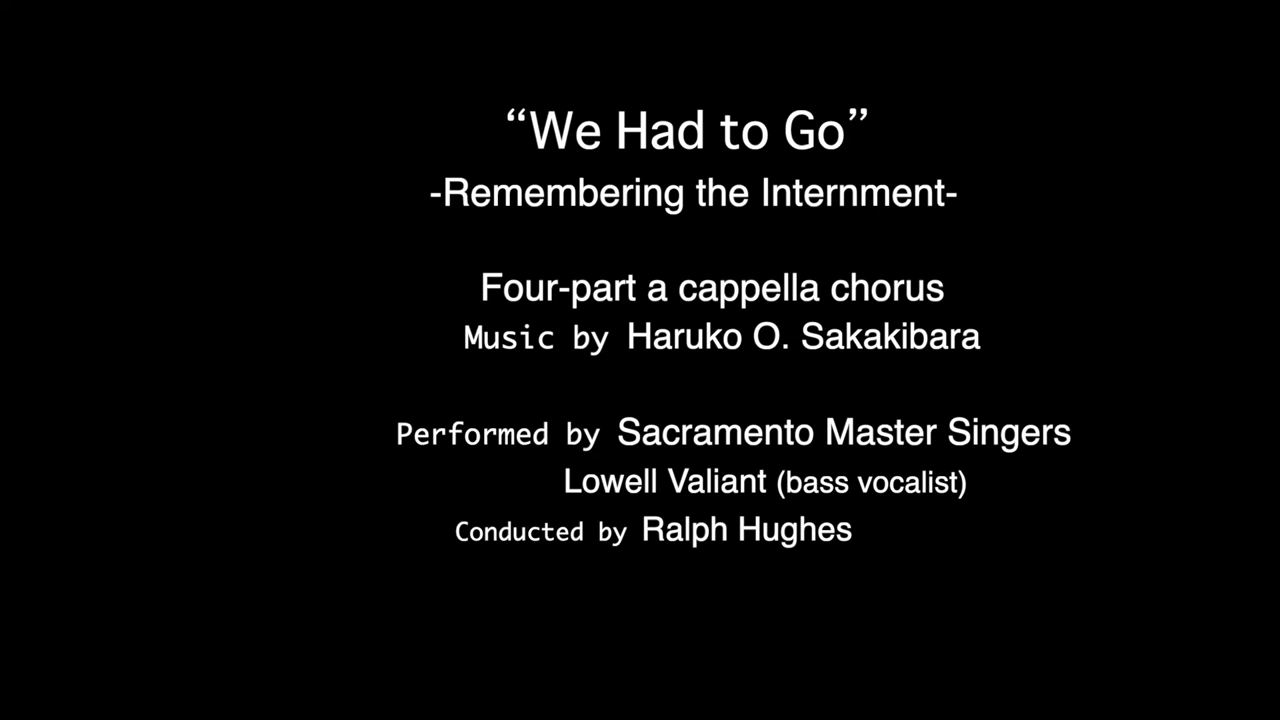 “We Had to Go”
-Remembering the Internment-
Four-part a cappella chorus
Music by Haruko O. Sakakibara
Performed by Sacramento Master Singers
Lowell Valiant (bass vocalist)
Conducted by Ralph Hughes